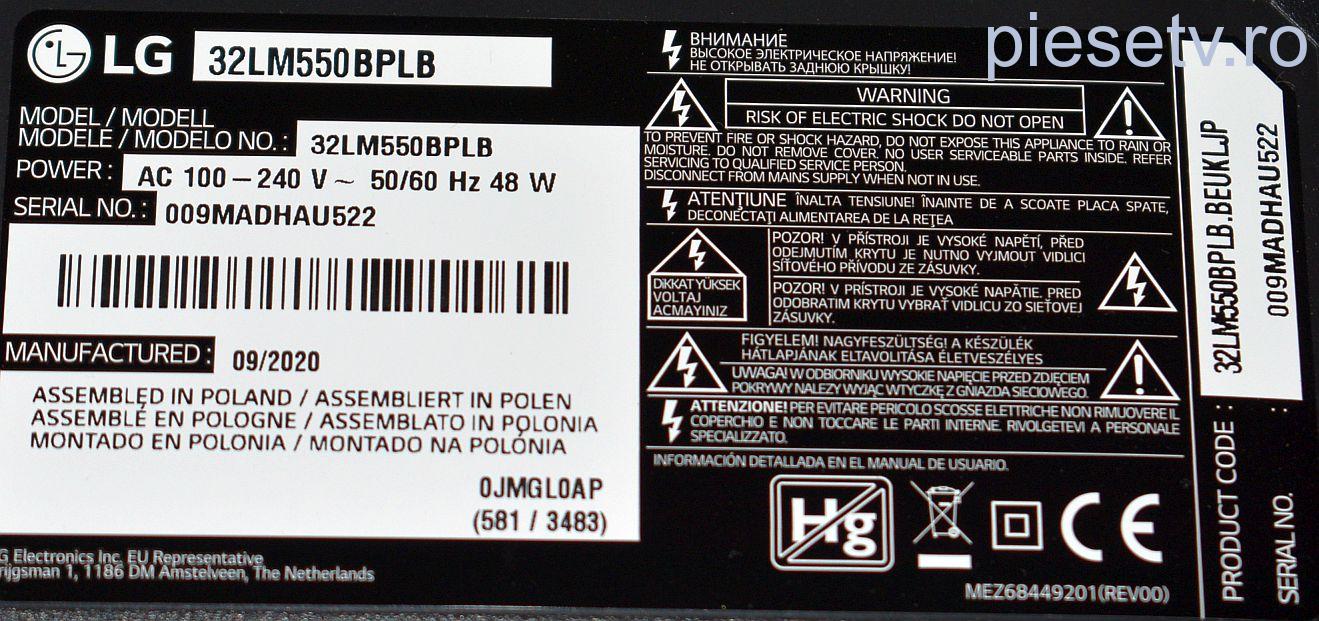 piesetv.ro
LG
32LM550BPLB
MODEL / MODELL
MODELE / MODELO NO. : 32LM550BPLB
POWER : AC 100 – 240 V ~ 50/60 Hz 48 W
SERIAL NO. : 009MADHAU522
MANUFACTURED : 09/2020
ASSEMBLED IN POLAND / ASSEMBLIERT IN POLEN
ASSEMBLÉ EN POLOGNE / ASSEMBLATO IN POLONIA
MONTADO EN POLONIA / MONTADO NA POLÓNIA
0JMGL0AP
(581 / 3483)
G Electronics Inc. EU Representative
rijgsman 1, 1186 DM Amstelveen, The Netherlands
ВНИМАНИЕ
ВЫСОКОЕ ЭЛЕКТРИЧЕСКОЕ НАПРЯЖЕНИЕ!
НЕ ОТКРЫВАТЬ ЗАДНЮЮ КРЫШКУ!
WARNING
RISK OF ELECTRIC SHOCK DO NOT OPEN
TO PREVENT FIRE OR SHOCK HAZARD, DO NOT EXPOSE THIS APPLIANCE TO RAIN OR
MOISTURE. DO NOT REMOVE COVER. NO USER SERVICEABLE PARTS INSIDE. REFER
SERVICING TO QUALIFIED SERVICE PERSON.
DISCONNECT FROM MAINS SUPPLY WHEN NOT IN USE.
ATENŢIUNE ÎNALTA TENSIUNE! ÎNAINTE DE A SCOATE PLACA SPATE,
DECONECTAŢI ALIMENTAREA DE LA REŢEA
DiKKAT YÜKSEK
VOLTAJ
ACMAYINIZ
POZOR! V PŘÍSTROJI JE VYSOKÉ NAPĚTÍ, PŘED
ODEJMUTÍM KRYTU JE NUTNO VYJMOUT VIDLICI
SÍŤOVÉHO PŘÍVODU ZE ZÁSUVKY.
POZOR! V PRÍSTROJI JE VYSOKÉ NAPÄTIE. PRED
ODOBRATIM KRYTU VYBRAŤ VIDLICU ZO SIEŤOVEJ
ZÁSUVKY.
FIGYELEM! NAGYFESZÜLTSÉG! A KÉSZÜLÉK
HÁTLAPJÁNAK ELTAVOLITÁSA ÉLETVESZÉLYES
UWAGA! W ODBIORNIKU WYSOKIE NAPIĘCIE PRZED ZDJĘCIEM
POKRYWY NALEŻY WYJĄC WTYCZKĘ Z GNIAZDA SIECIOWEGO.
ATTENZIONE! PER EVITARE PERICOLO SCOSSE ELETTRICHE NON RIMUOVERE IL
COPERCHIO E NON TOCCARE LE PARTI INTERNE. RIVOLGETEVI A PERSONALE
SPECIALIZZATO.
INFORMACIÓN DETALLADA EN EL MANUAL DE USUARIO.
Hg
CE
MEZ68449201(REV00)
PRODUCT CODE : 32LM550BPLB.BEUKLJP
SERIAL NO. : 009MADHAU522